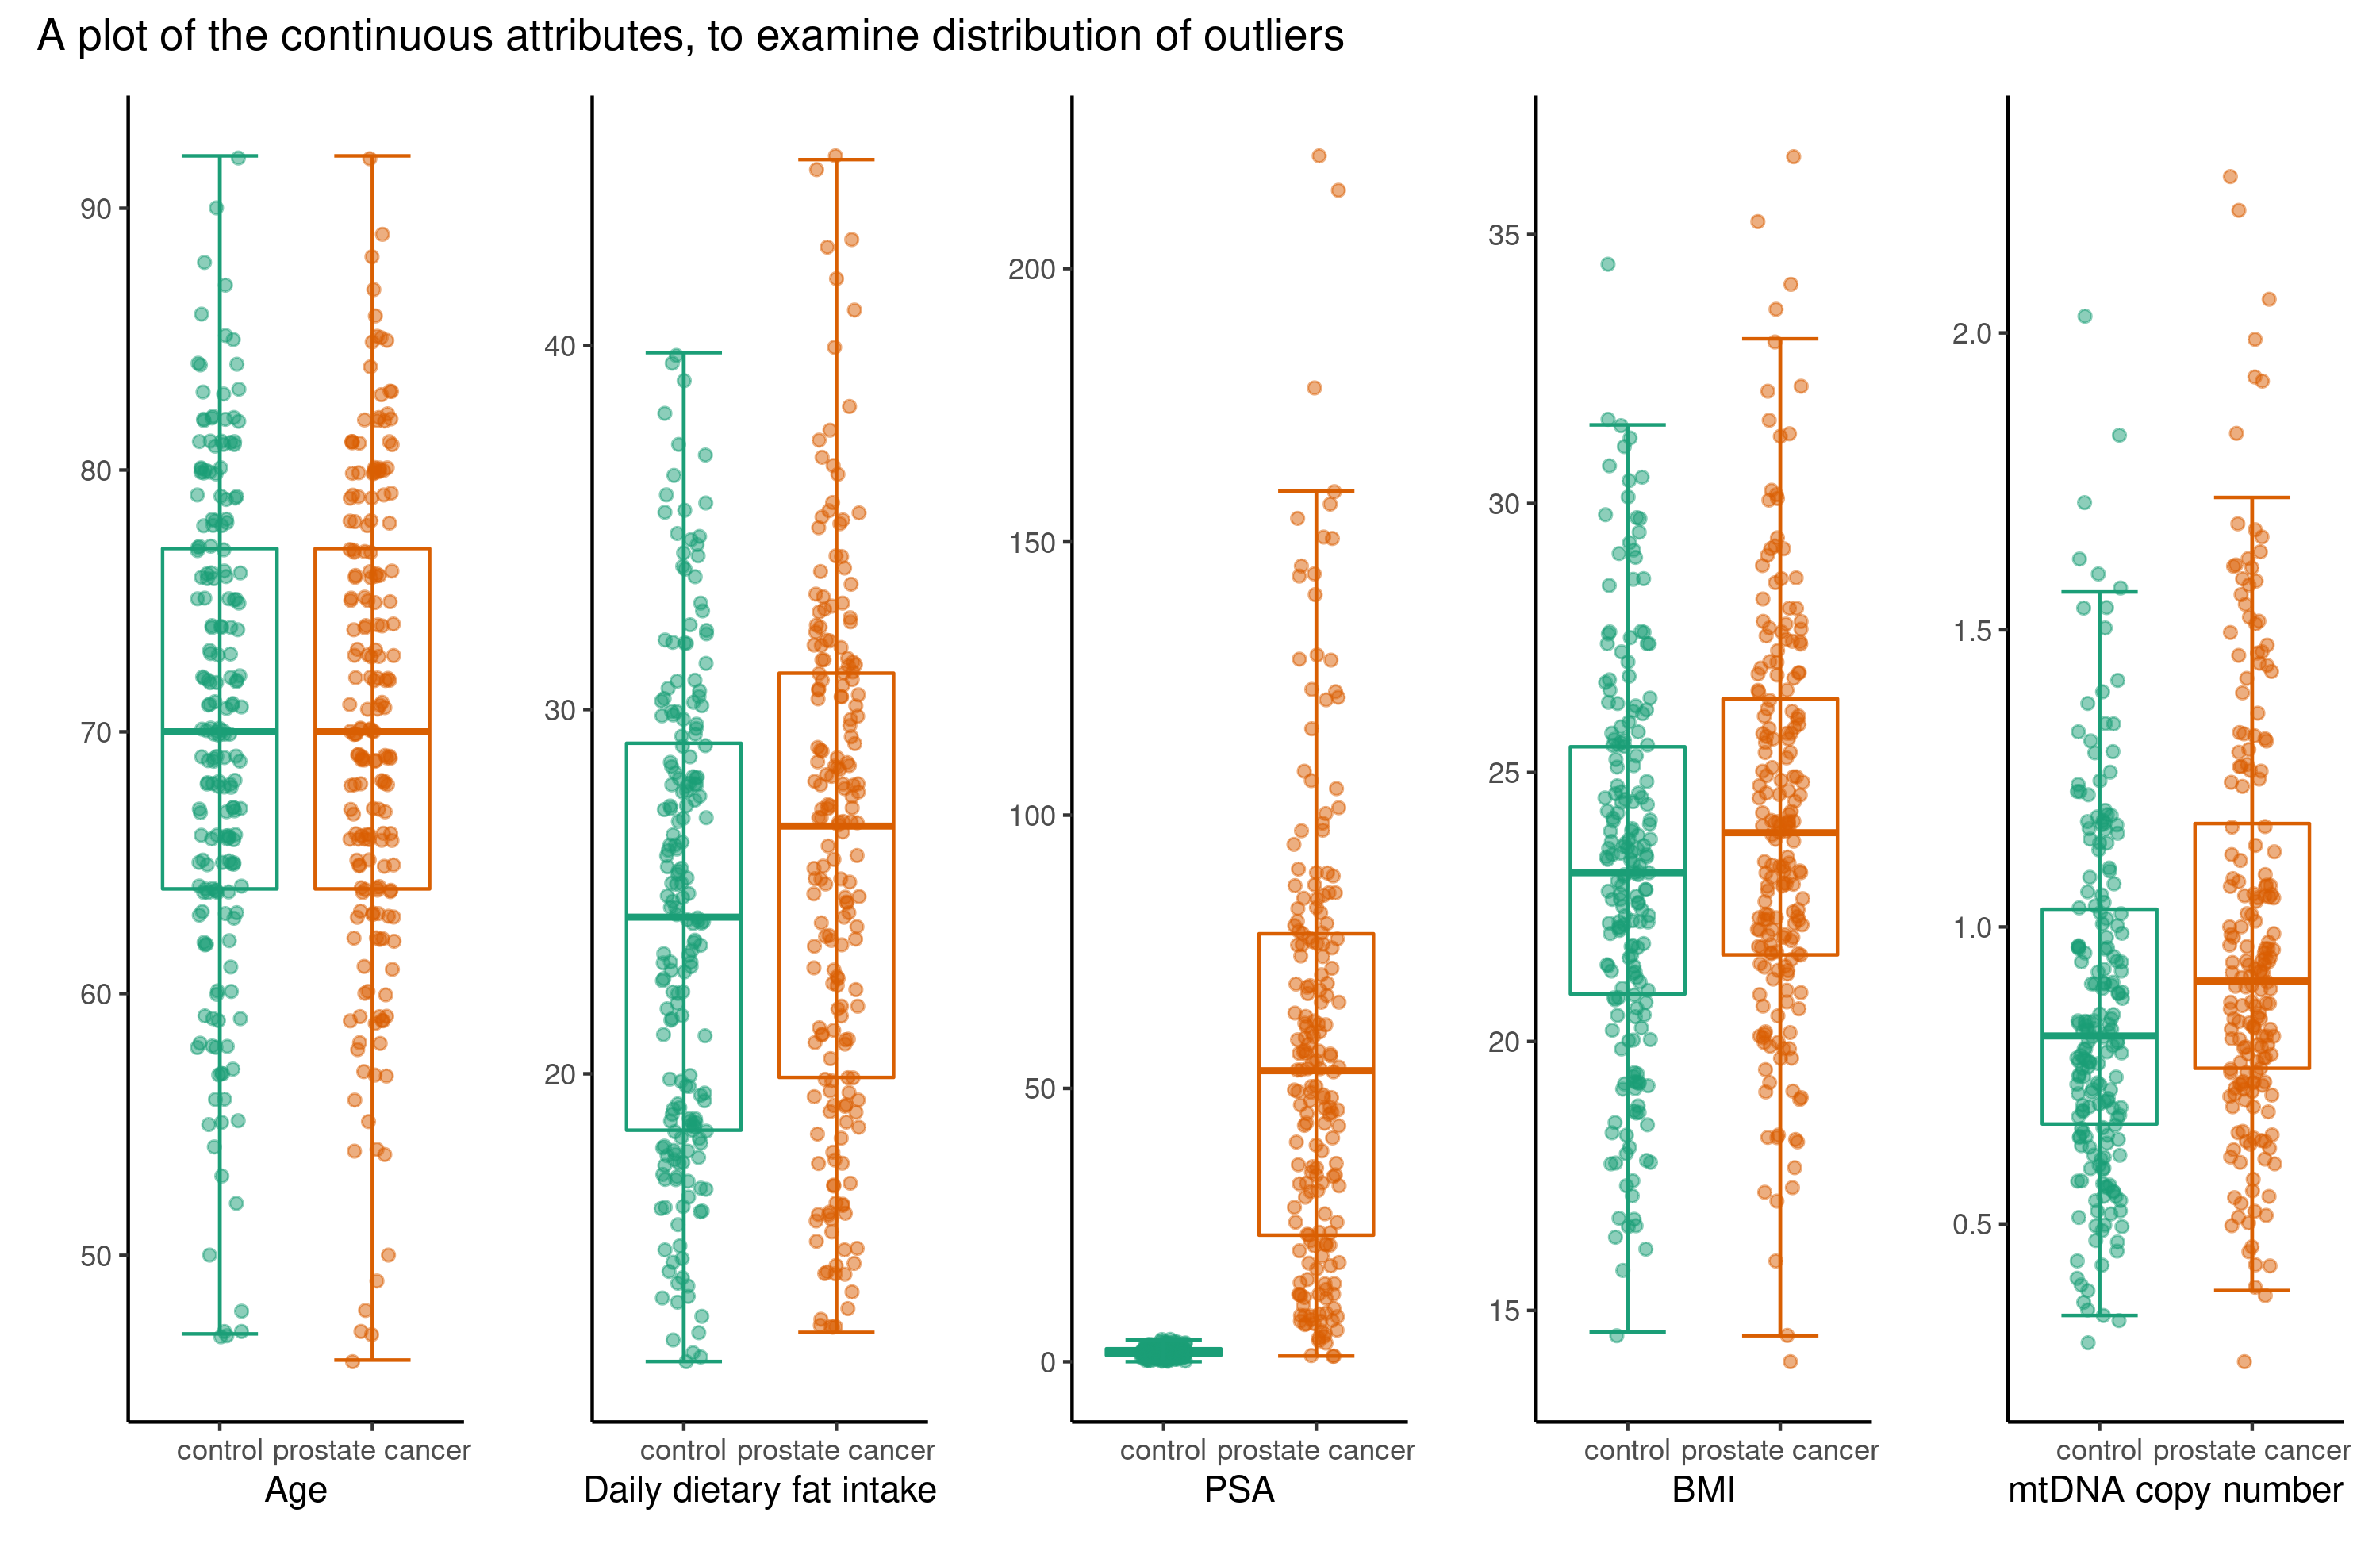 A plot of the continuous attributes, to examine distribution of outliers
90
80
70
60
50
control prostate cancer
Age
40
30
20
control prostate cancer
Daily dietary fat intake
200
150
100
50
0
control prostate cancer
PSA
35
30
25
20
15
control prostate cancer
BMI
2.0
1.5
1.0
0.5
control prostate cancer
mtDNA copy number